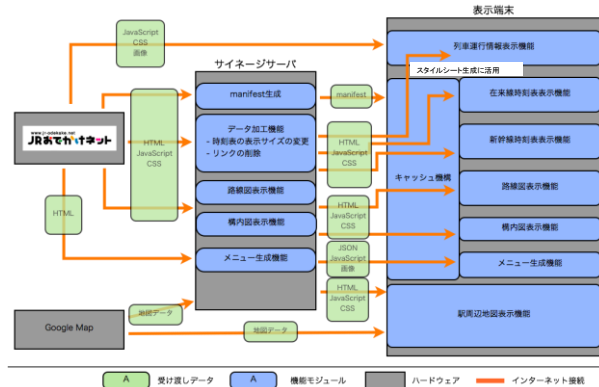 表示端末
JavaScript
CSS
画像
列車運行情報表示機能
サイネージサーバ
スタイルシート生成に活用
manifest生成
manifest
在来線時刻表表示機能
www.jr-odekake.net
JRおでかけネット
HTML
JavaScript
CSS
データ加工機能
- 時刻表の表示サイズの変更
- リンクの削除
HTML
JavaScript
CSS
新幹線時刻表表示機能
キャッシュ機構
路線図表示機能
路線図表示機能
HTML
HTML
JavaScript
CSS
構内図表示機能
構内図表示機能
メニュー生成機能
JSON
JavaScript
画像
メニュー生成機能
HTML
JavaScript
CSS
地図データ
Google Map
地図データ
駅周辺地図表示機能
A
受け渡しデータ
A
機能モジュール
ハードウェア
インターネット接続